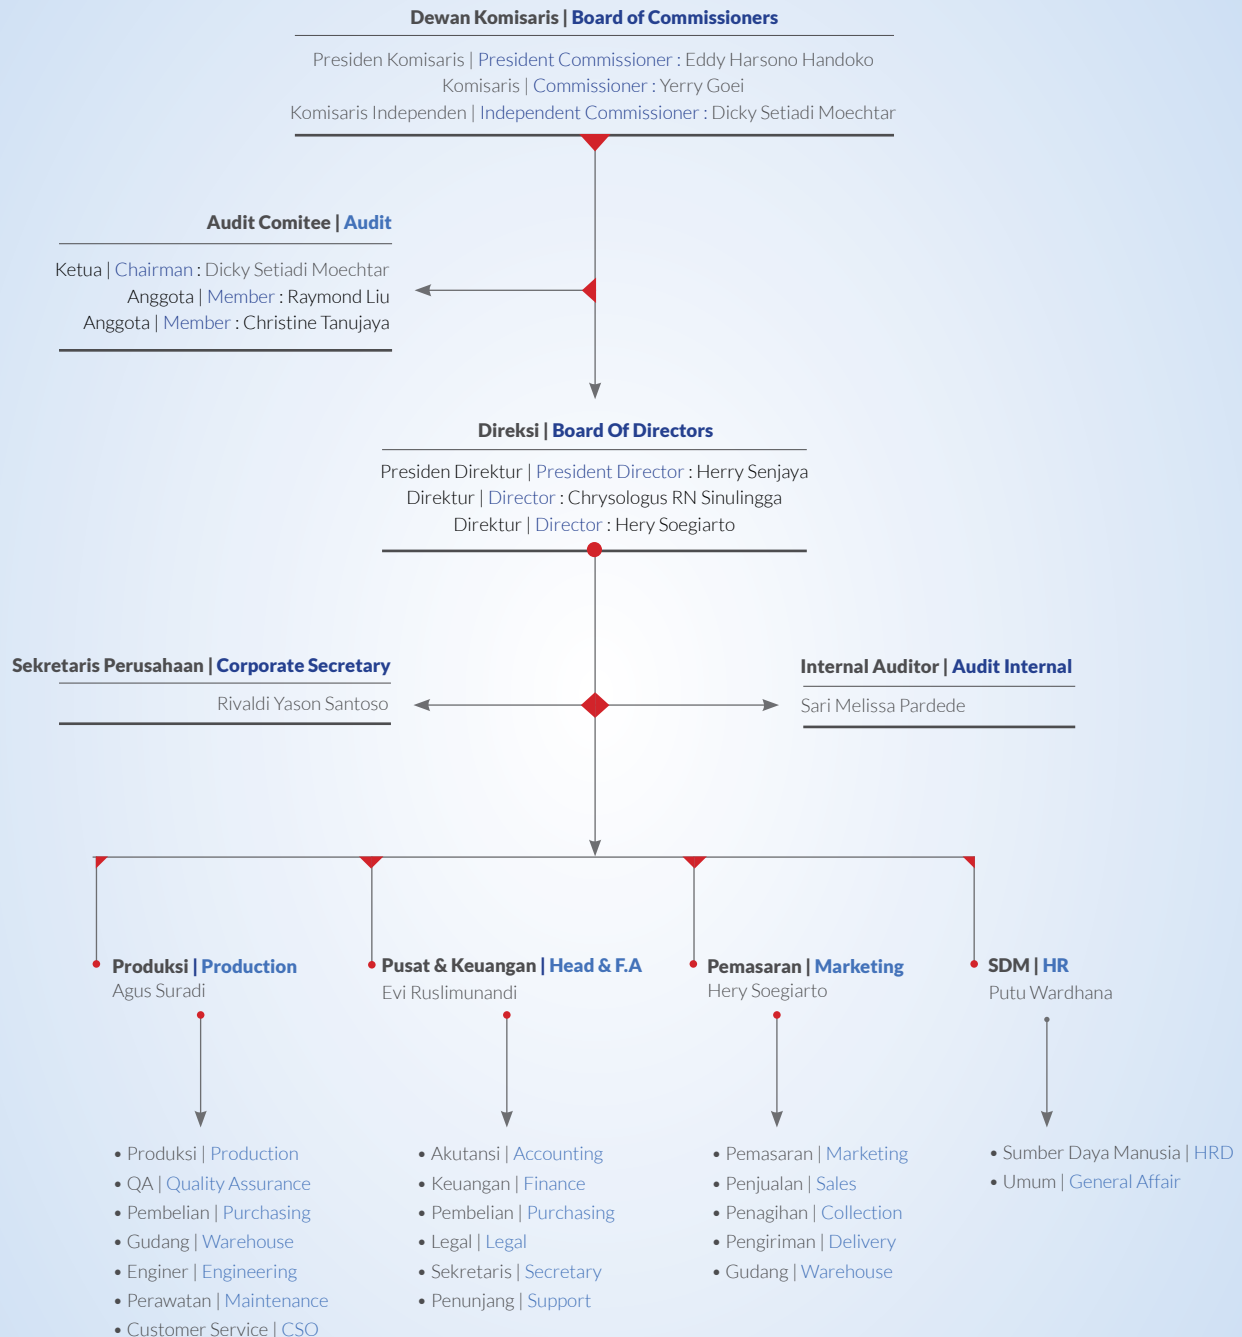 Dewan Komisaris | Board of Commissioners
Presiden Komisaris | President Commissioner : Eddy Harsono Handoko
Komisaris | Commissioner : Yerry Goei
Komisaris Independen | Independent Commissioner : Dicky Setiadi Moechtar
Audit Comitee | Audit
Ketua | Chairman : Dicky Setiadi Moechtar
Anggota | Member : Raymond Liu
Anggota | Member : Christine Tanujaya
Direksi | Board Of Directors
Presiden Direktur | President Director : Herry Senjaya
Direktur | Director : Chrysologus RN Sinulingga
Direktur | Director : Hery Soegiarto
Sekretaris Perusahaan | Corporate Secretary
Rivaldi Yason Santoso
Internal Auditor | Audit Internal
Sari Melissa Pardede
Produksi | Production
Agus Suradi
• Produksi | Production
• QA | Quality Assurance
• Pembelian | Purchasing
• Gudang | Warehouse
• Enginer | Engineering
• Perawatan | Maintenance
• Customer Service | CSO
Pusat & Keuangan | Head & F.A
Evi Ruslimunandi
• Akutansi | Accounting
• Keuangan | Finance
• Pembelian | Purchasing
• Legal | Legal
• Sekretaris | Secretary
• Penunjang | Support
Pemasaran | Marketing
Hery Soegiarto
• Pemasaran | Marketing
• Penjualan | Sales
• Penagihan | Collection
• Pengiriman | Delivery
• Gudang | Warehouse
SDM | HR
Putu Wardhana
• Sumber Daya Manusia | HRD
• Umum | General Affair